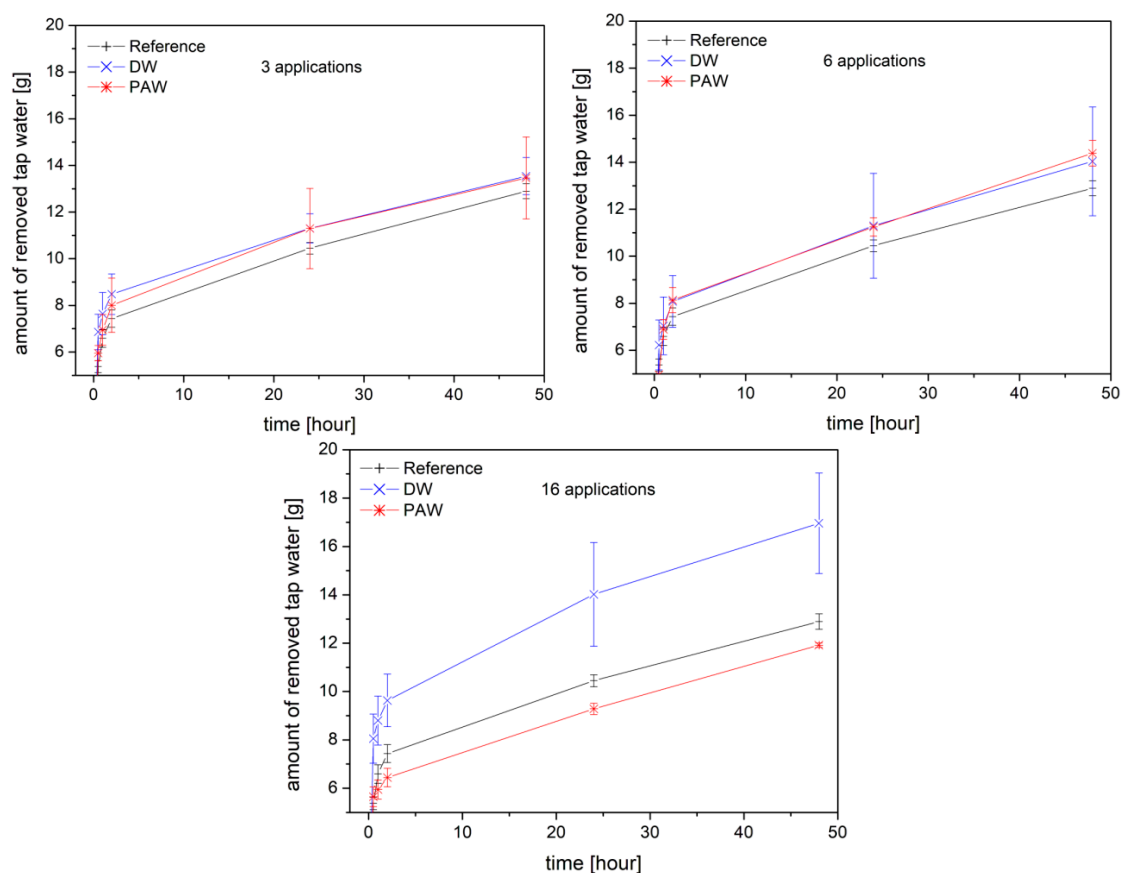 20
18
16
14
12
10
8
6
0
10
20
30
40
50
amount of removed tap water [g]
time [hour]
Reference
DW
PAW
3 applications
20
18
16
14
12
10
8
6
0
10
20
30
40
50
amount of removed tap water [g]
time [hour]
Reference
DW
PAW
6 applications
20
18
16
14
12
10
8
6
0
10
20
30
40
50
amount of removed tap water [g]
time [hour]
Reference
DW
PAW
16 applications